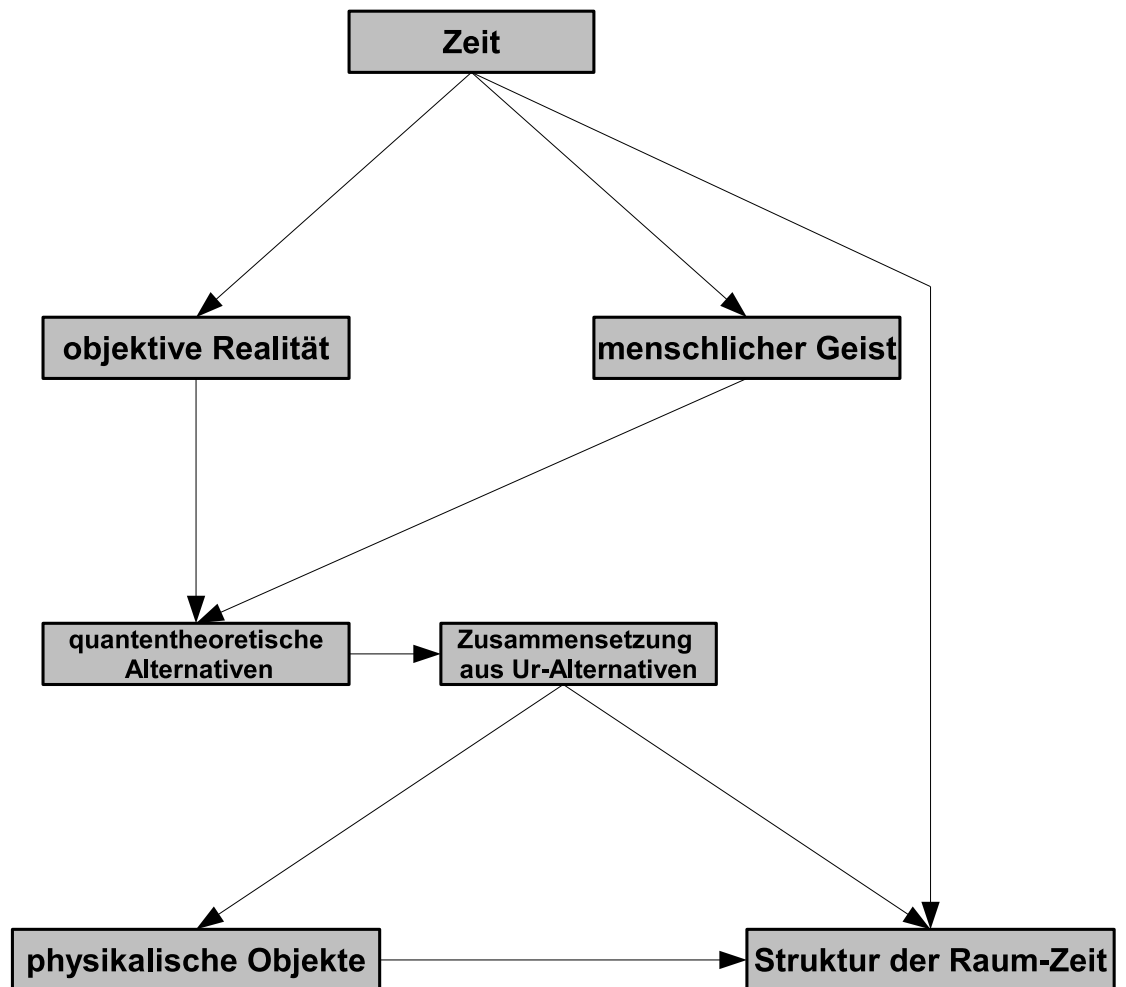 Zeit
objektive Realität
menschlicher Geist
quantentheoretische
Alternativen
Zusammensetzung
aus Ur-Alternativen
physikalische Objekte
Struktur der Raum-Zeit